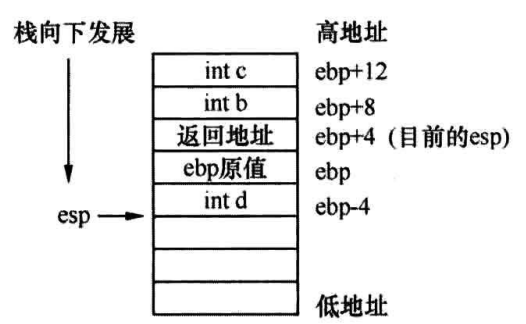 栈向下发展 高地址
int c ebp+12
int b ebp+8
返回地址 ebp+4 (目前的esp)
ebp原值 ebp
esp int d ebp-4
低地址